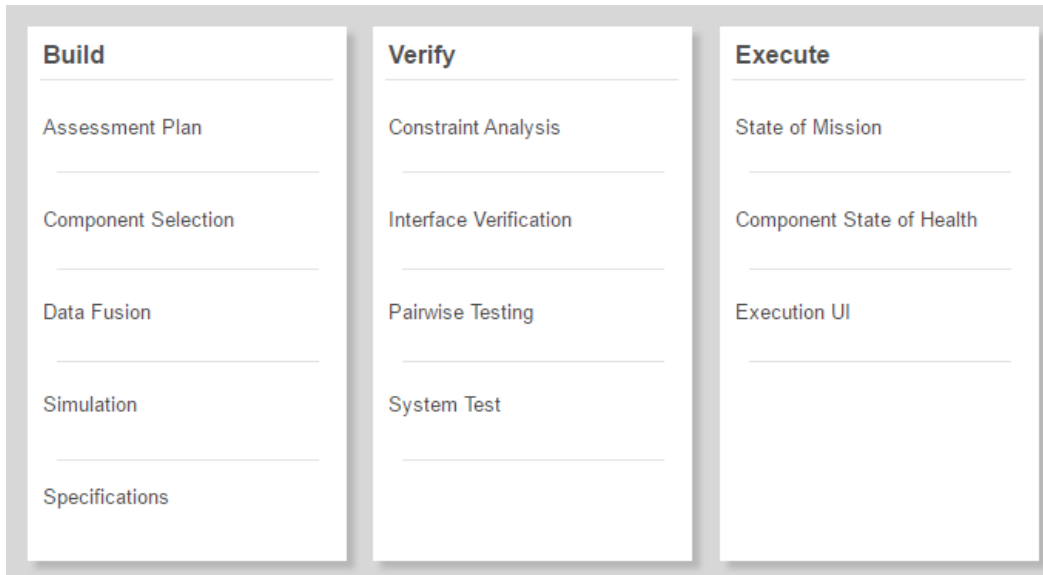 Build
Assessment Plan
Component Selection
Data Fusion
Simulation
Specifications
Verify
Constraint Analysis
Interface Verification
Pairwise Testing
System Test
Execute
State of Mission
Component State of Health
Execution UI